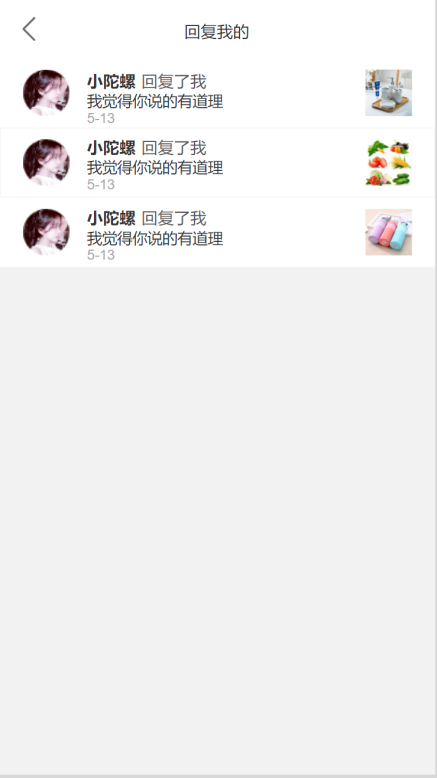 回复我的
小陀螺 回复了我
我觉得你说的有道理
5-13
小陀螺 回复了我
我觉得你说的有道理
5-13
小陀螺 回复了我
我觉得你说的有道理
5-13